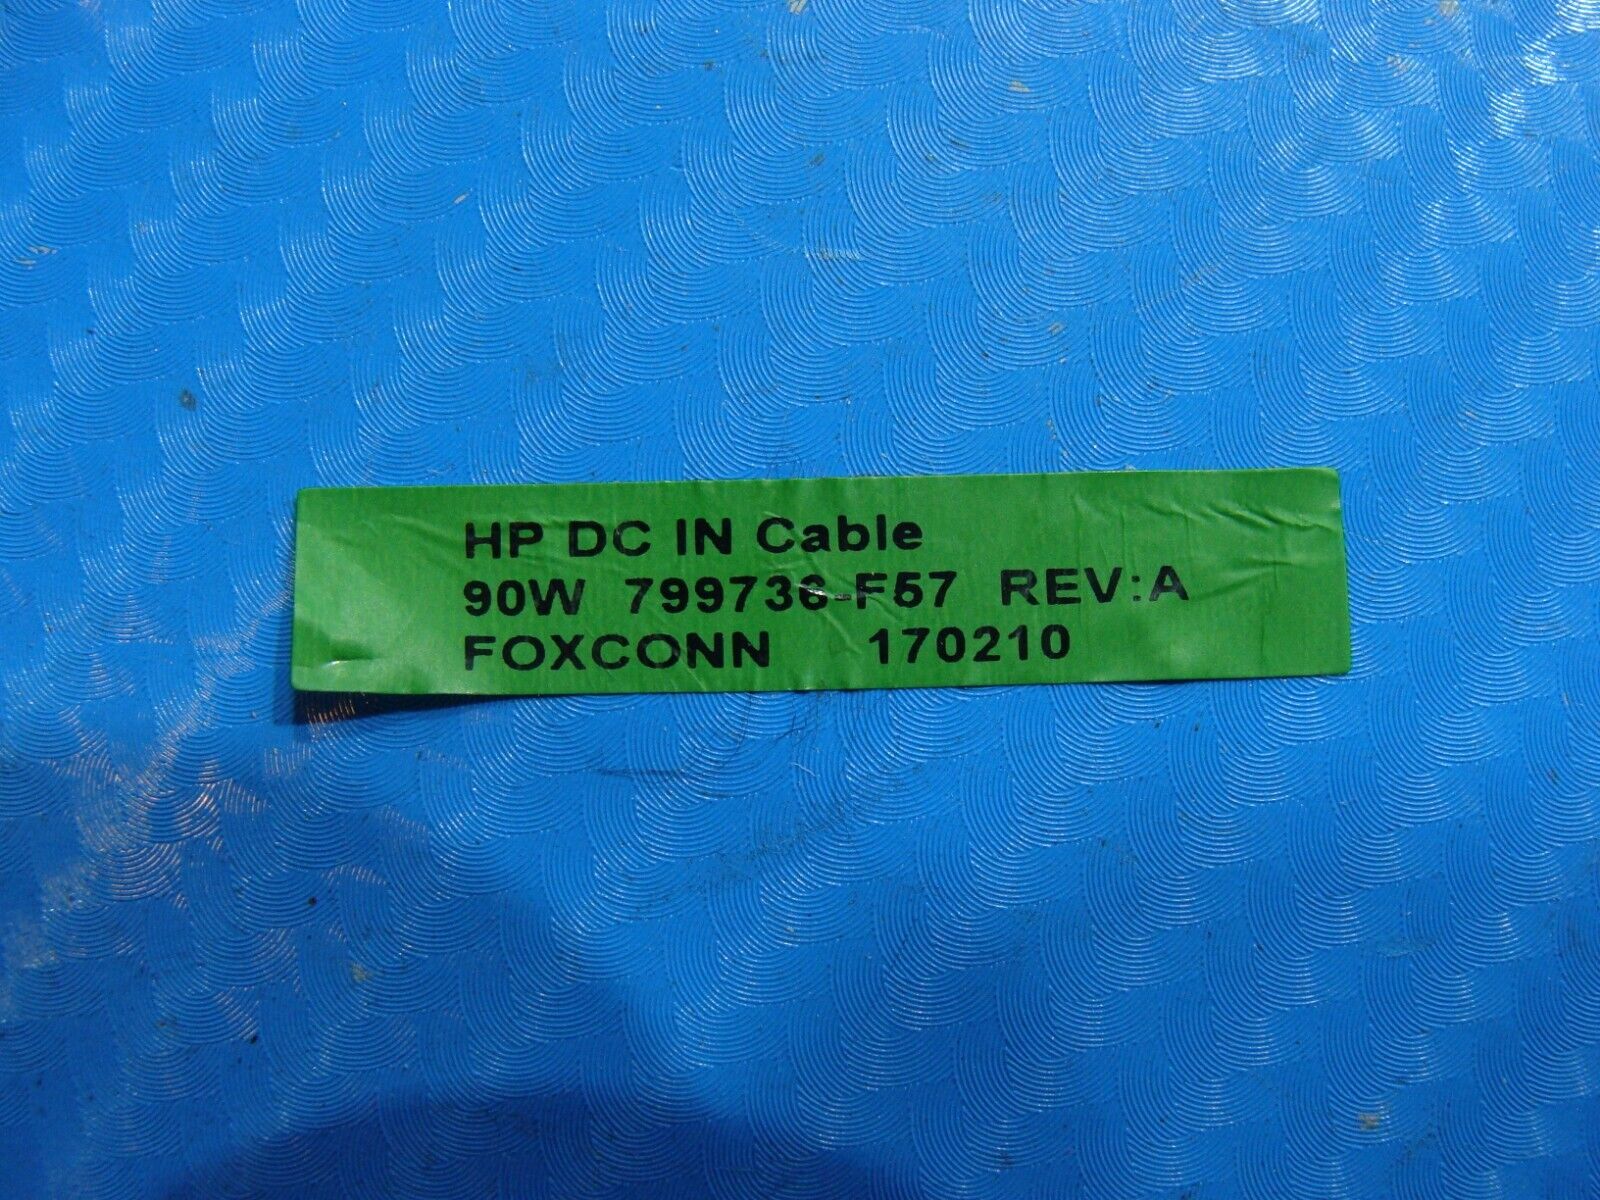 HP DC IN Cable
90W 799736-F57 REV:A
FOXCONN 170210